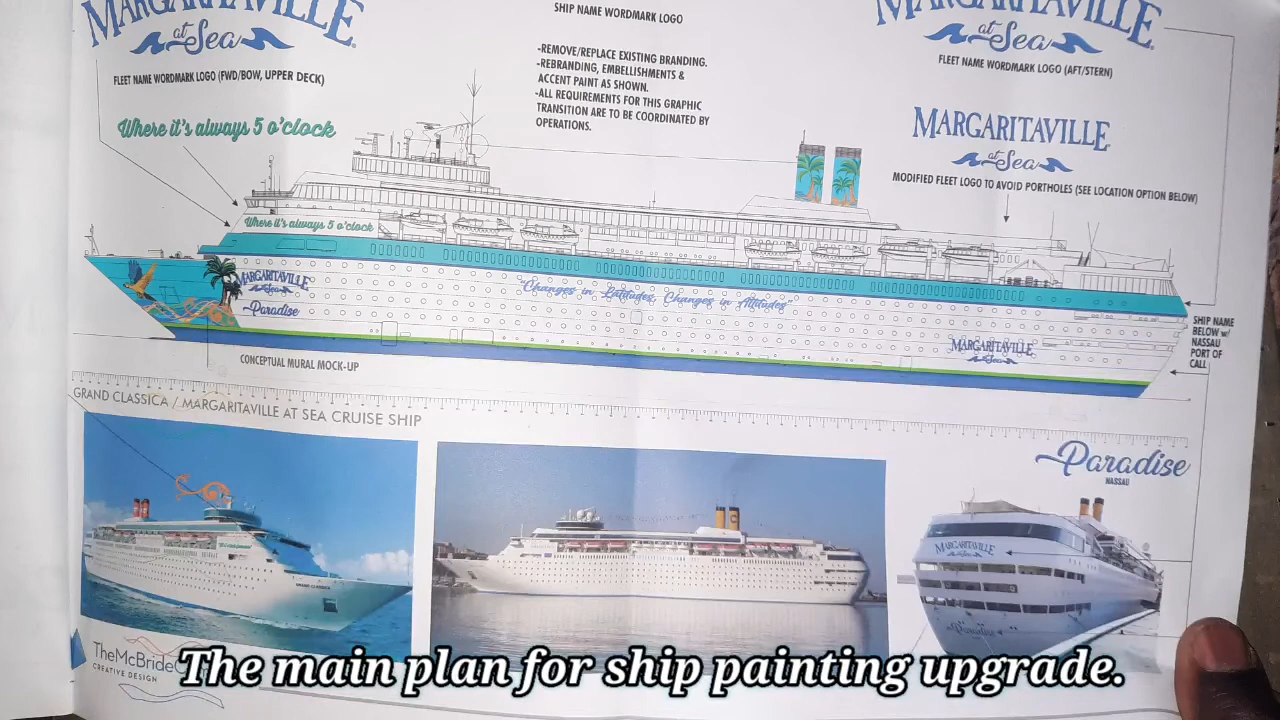 MARGARITAVILLE
at Sea
FLEET NAME WORDMARK LOGO (FWD/BOW, UPPER DECK)
Where it's always 5 o'clock
SHIP NAME WORDMARK LOGO
-REMOVE/REPLACE EXISTING BRANDING.
-REBRANDING, EMBELLISHMENTS &
ACCENT PAINT AS SHOWN.
-ALL REQUIREMENTS FOR THIS GRAPHIC
TRANSITION ARE TO BE COORDINATED BY
OPERATIONS.
MARGARITAVILLE
at Sea
FLEET NAME WORDMARK LOGO (AFT/STERN)
MARGARITAVILLE
at Sea
MODIFIED FLEET LOGO TO AVOID PORTHOLES (SEE LOCATION OPTION BELOW)
Where it's always 5 o'clock
MARGARITAVILLE
at Sea
Paradise
"Changes in Latitudes, Changes in Attitudes"
MARGARITAVILLE
at Sea
SHIP NAME
BELOW w/
NASSAU
PORT OF
CALL
CONCEPTUAL MURAL MOCK-UP
GRAND CLASSICA / MARGARITAVILLE AT SEA CRUISE SHIP
Paradise
NASSAU
GRAND CLASSICA
MARGARITAVILLE
at Sea
Paradise
TheMcBride
CREATIVE DESIGN
The main plan for ship painting upgrade.